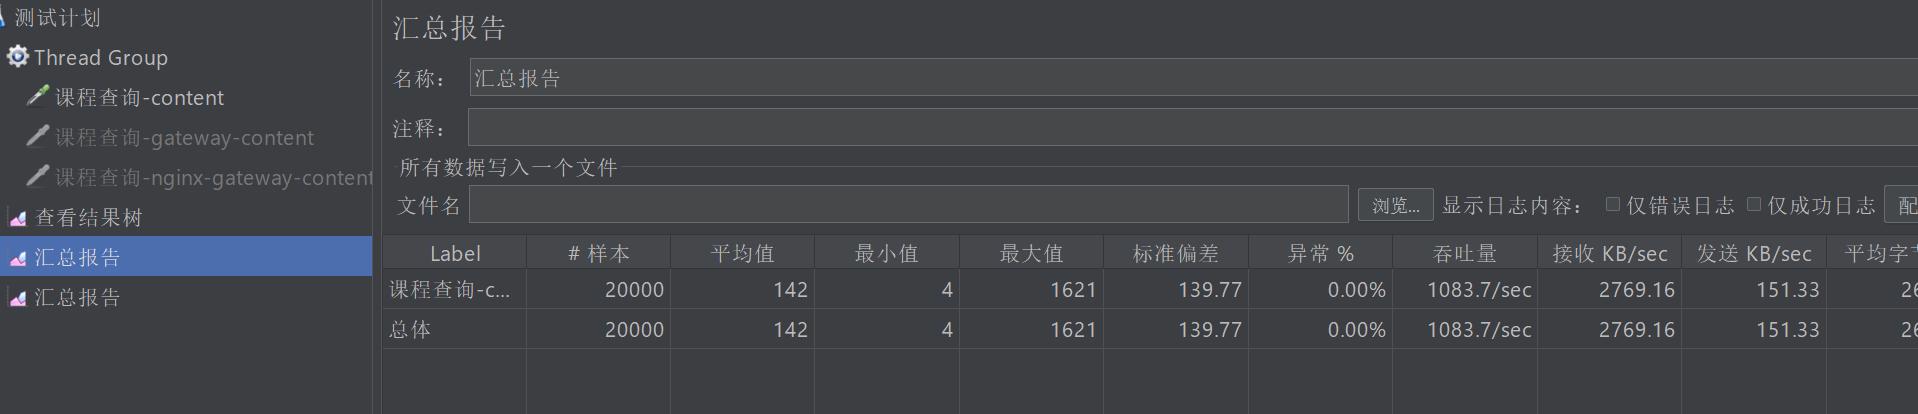 测试计划
Thread Group
课程查询-content
课程查询-gateway-content
课程查询-nginx-gateway-content
查看结果树
汇总报告
汇总报告
汇总报告
名称： 汇总报告
注释：
所有数据写入一个文件
文件名 浏览... 显示日志内容： 仅错误日志 仅成功日志 配
Label # 样本 平均值 最小值 最大值 标准偏差 异常 % 吞吐量 接收 KB/sec 发送 KB/sec 平均字节
课程查询-c... 20000 142 4 1621 139.77 0.00% 1083.7/sec 2769.16 151.33 26
总体 20000 142 4 1621 139.77 0.00% 1083.7/sec 2769.16 151.33 26